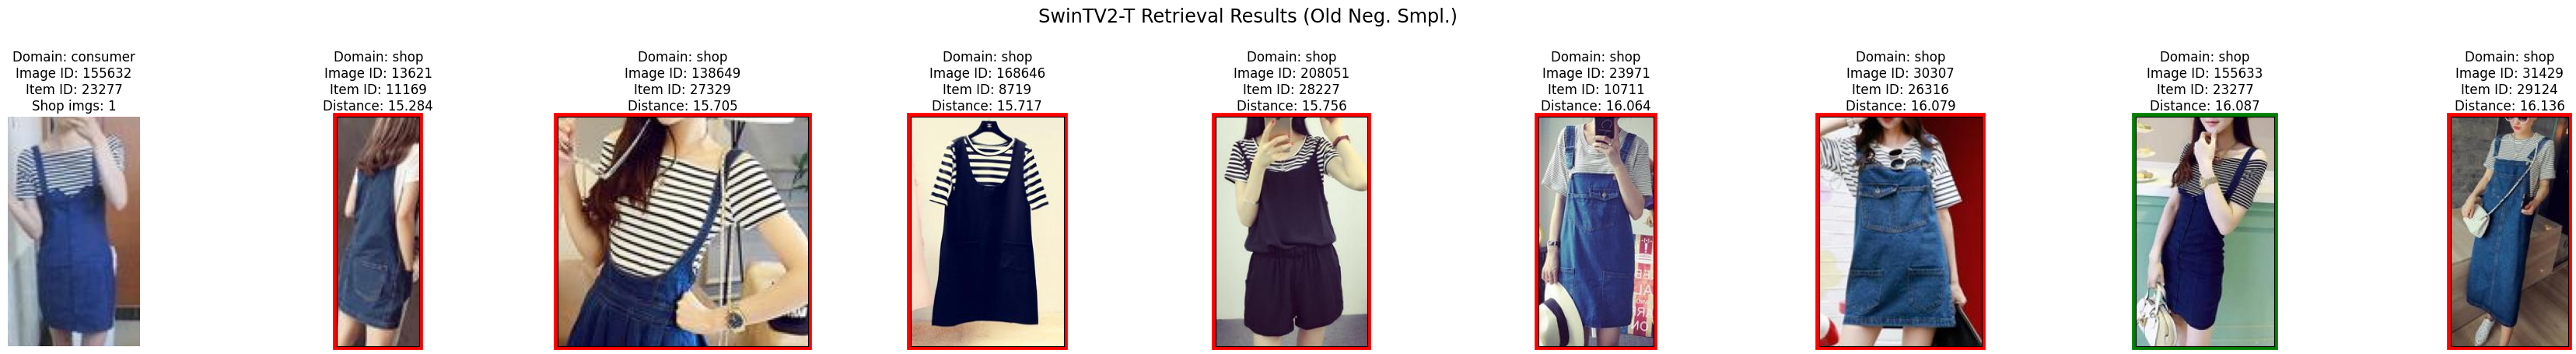 SwinTV2-T Retrieval Results (Old Neg. Smpl.)
Domain: consumer
Image ID: 155632
Item ID: 23277
Shop imgs: 1
Domain: shop
Image ID: 13621
Item ID: 11169
Distance: 15.284
Domain: shop
Image ID: 138649
Item ID: 27329
Distance: 15.705
Domain: shop
Image ID: 168646
Item ID: 8719
Distance: 15.717
Domain: shop
Image ID: 208051
Item ID: 28227
Distance: 15.756
Domain: shop
Image ID: 23971
Item ID: 10711
Distance: 16.064
Domain: shop
Image ID: 30307
Item ID: 26316
Distance: 16.079
Domain: shop
Image ID: 155633
Item ID: 23277
Distance: 16.087
Domain: shop
Image ID: 31429
Item ID: 29124
Distance: 16.136